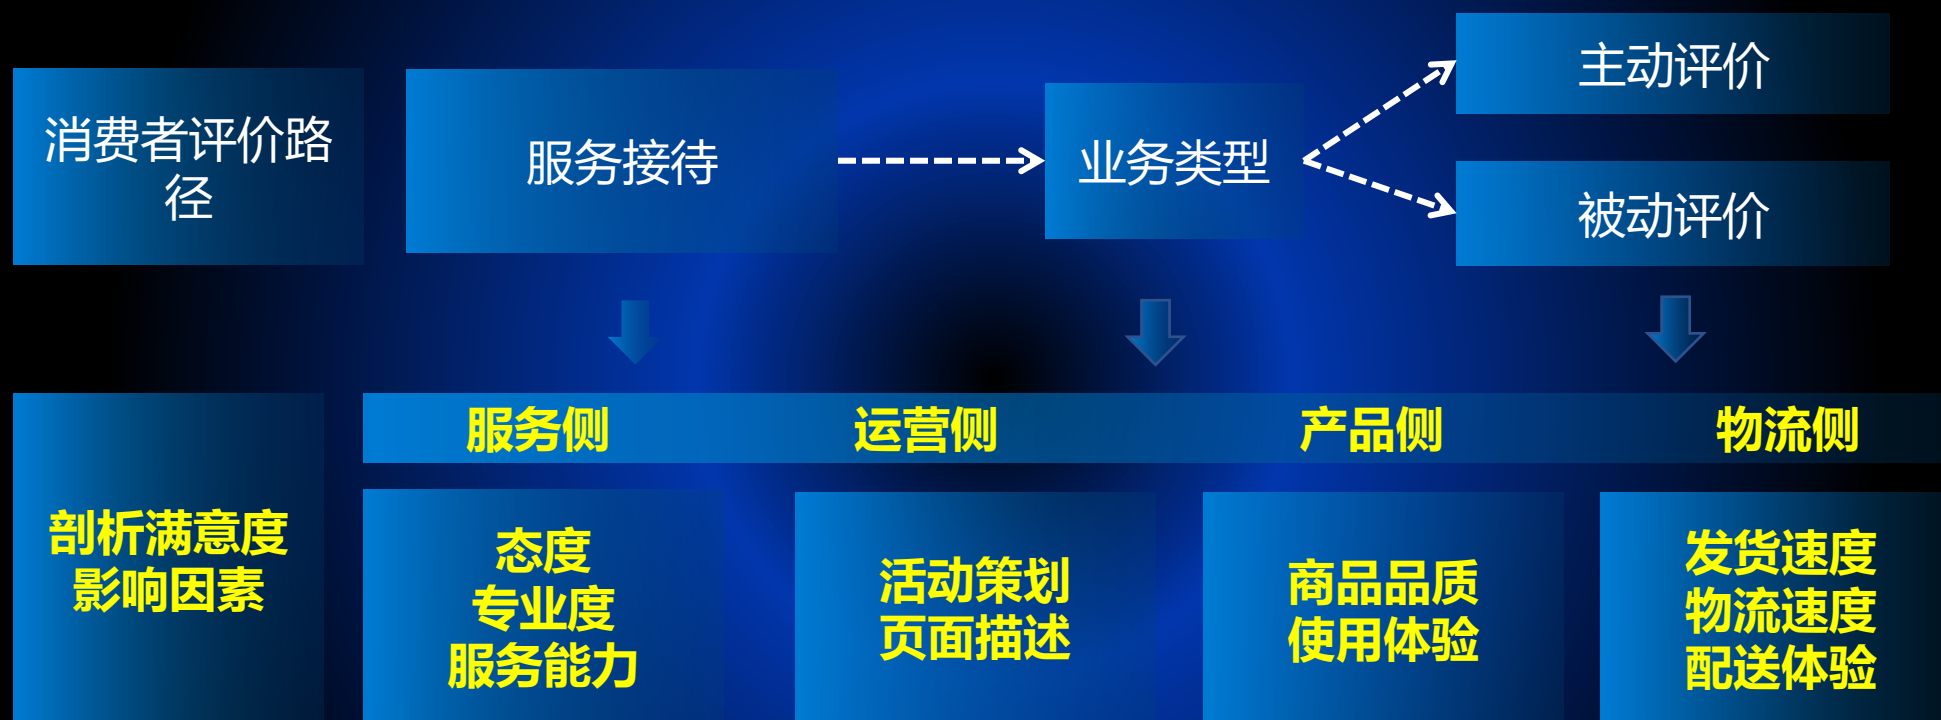 消费者评价路
径
服务接待
业务类型
主动评价
被动评价
服务侧
运营侧
产品侧
物流侧
剖析满意度
影响因素
态度
专业度
服务能力
活动策划
页面描述
商品品质
使用体验
发货速度
物流速度
配送体验